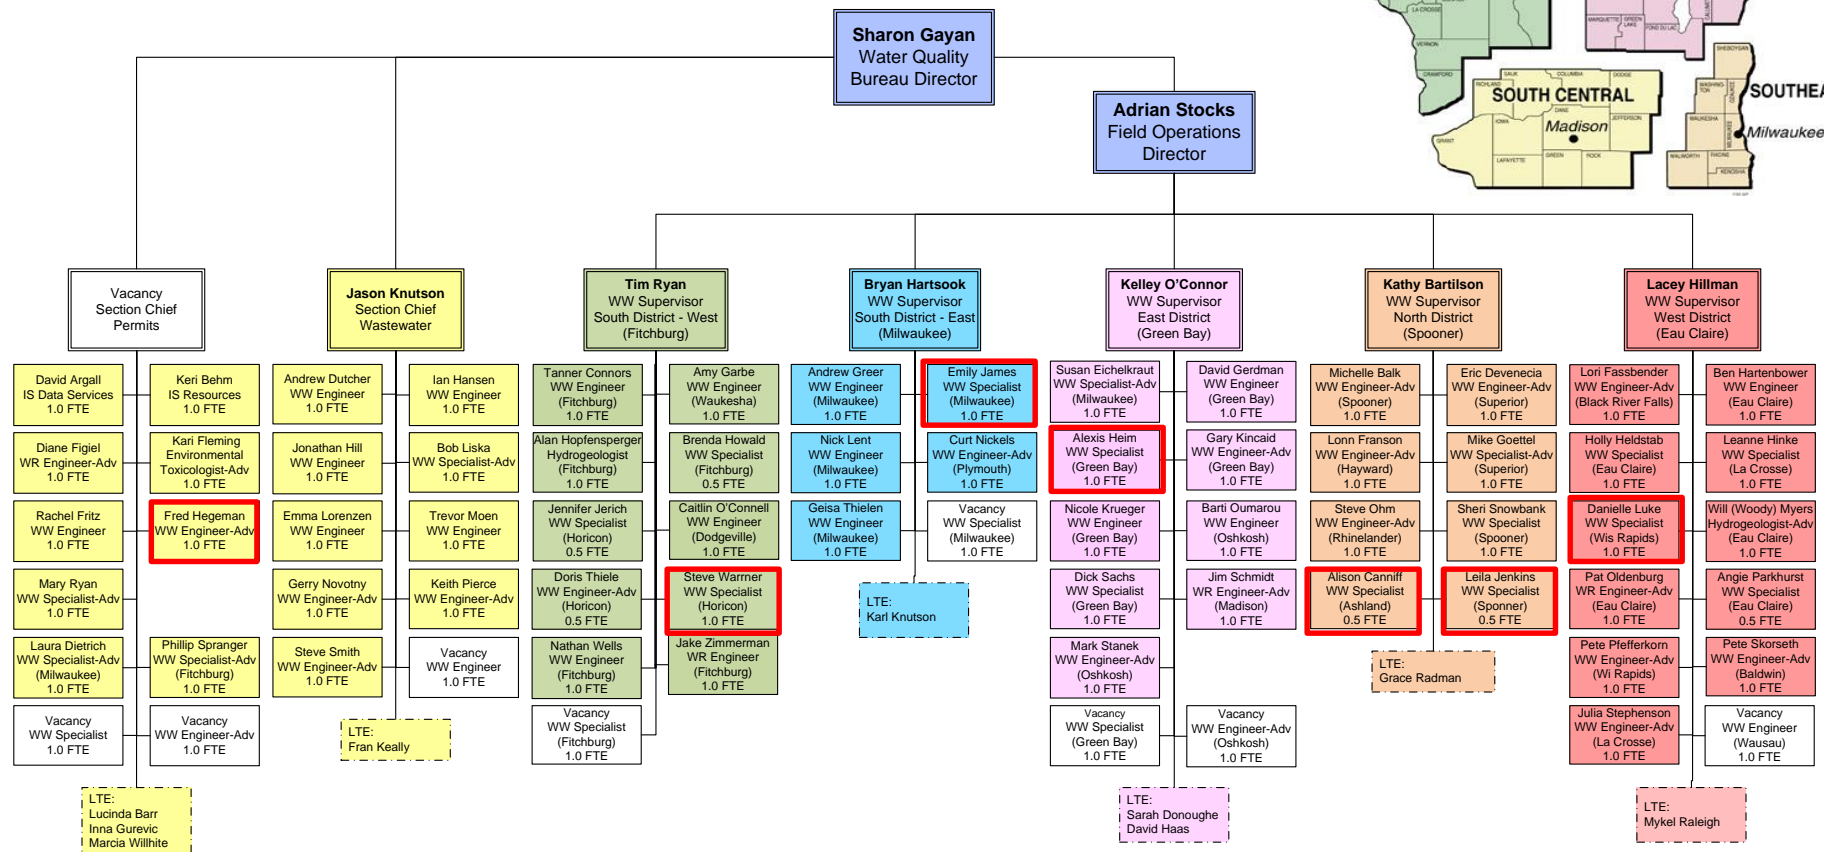 Sharon Gayan
Water Quality
Bureau Director
Adrian Stocks
Field Operations
Director
LA CROSSE
VERNON
CRAWFORD
MARQUETTE
GREEN
LAKE
FOND DU LAC
SHEBOYGAN
WASHING-
TON
OZAUKEE
WAUKESHA
MILWAUKEE
WALWORTH
RACINE
KENOSHA
SOUTHEA
Milwaukee
RICHLAND
SAUK
COLUMBIA
DODGE
SOUTH CENTRAL
IOWA
DANE
JEFFERSON
Madison
GRANT
LAFAYETTE
GREEN
ROCK
Vacancy
Section Chief
Permits
David Argall
IS Data Services
1.0 FTE
Keri Behm
IS Resources
1.0 FTE
Diane Figiel
WR Engineer-Adv
1.0 FTE
Kari Fleming
Environmental
Toxicologist-Adv
1.0 FTE
Rachel Fritz
WW Engineer
1.0 FTE
Fred Hegeman
WW Engineer-Adv
1.0 FTE
Mary Ryan
WW Specialist-Adv
1.0 FTE
Laura Dietrich
WW Specialist-Adv
(Milwaukee)
1.0 FTE
Phillip Spranger
WW Specialist-Adv
(Fitchburg)
1.0 FTE
Vacancy
WW Specialist
1.0 FTE
Vacancy
WW Engineer-Adv
1.0 FTE
LTE:
Lucinda Barr
Inna Gurevic
Marcia Willhite
Jason Knutson
Section Chief
Wastewater
Andrew Dutcher
WW Engineer
1.0 FTE
Ian Hansen
WW Engineer
1.0 FTE
Jonathan Hill
WW Engineer
1.0 FTE
Bob Liska
WW Specialist-Adv
1.0 FTE
Emma Lorenzen
WW Engineer
1.0 FTE
Trevor Moen
WW Engineer
1.0 FTE
Gerry Novotny
WW Engineer-Adv
1.0 FTE
Keith Pierce
WW Engineer-Adv
1.0 FTE
Steve Smith
WW Engineer-Adv
1.0 FTE
Vacancy
WW Engineer
1.0 FTE
LTE:
Fran Keally
Tim Ryan
WW Supervisor
South District - West
(Fitchburg)
Tanner Connors
WW Engineer
(Fitchburg)
1.0 FTE
Amy Garbe
WW Engineer
(Waukesha)
1.0 FTE
Alan Hopfensperger
Hydrogeologist
(Fitchburg)
1.0 FTE
Brenda Howald
WW Specialist
(Fitchburg)
0.5 FTE
Jennifer Jerich
WW Specialist
(Horicon)
0.5 FTE
Caitlin O'Connell
WW Engineer
(Dodgeville)
1.0 FTE
Doris Thiele
WW Engineer-Adv
(Horicon)
0.5 FTE
Steve Warrner
WW Specialist
(Horicon)
1.0 FTE
Nathan Wells
WW Engineer
(Fitchburg)
1.0 FTE
Jake Zimmerman
WR Engineer
(Fitchburg)
1.0 FTE
Vacancy
WW Specialist
(Fitchburg)
1.0 FTE
Bryan Hartsook
WW Supervisor
South District - East
(Milwaukee)
Andrew Greer
WW Engineer
(Milwaukee)
1.0 FTE
Emily James
WW Specialist
(Milwaukee)
1.0 FTE
Nick Lent
WW Engineer
(Milwaukee)
1.0 FTE
Curt Nickels
WW Engineer-Adv
(Plymouth)
1.0 FTE
Geisa Thielen
WW Engineer
(Milwaukee)
1.0 FTE
Vacancy
WW Specialist
(Milwaukee)
1.0 FTE
LTE:
Karl Knutson
Kelley O'Connor
WW Supervisor
East District
(Green Bay)
Susan Eichelkraut
WW Specialist-Adv
(Milwaukee)
1.0 FTE
David Gerdman
WW Engineer
(Green Bay)
1.0 FTE
Alexis Heim
WW Specialist
(Green Bay)
1.0 FTE
Gary Kincaid
WW Engineer-Adv
(Green Bay)
1.0 FTE
Nicole Krueger
WW Engineer
(Green Bay)
1.0 FTE
Barti Oumarou
WW Engineer
(Oshkosh)
1.0 FTE
Dick Sachs
WW Specialist
(Green Bay)
1.0 FTE
Jim Schmidt
WR Engineer-Adv
(Madison)
1.0 FTE
Mark Stanek
WW Engineer-Adv
(Oshkosh)
1.0 FTE
Vacancy
WW Specialist
(Green Bay)
1.0 FTE
Vacancy
WW Engineer-Adv
(Oshkosh)
1.0 FTE
LTE:
Sarah Donoughe
David Haas
Kathy Bartilson
WW Supervisor
North District
(Spooner)
Michelle Balk
WW Engineer-Adv
(Spooner)
1.0 FTE
Eric Devenecia
WW Engineer-Adv
(Superior)
1.0 FTE
Lonn Franson
WW Engineer-Adv
(Hayward)
1.0 FTE
Mike Goettel
WW Specialist-Adv
(Superior)
1.0 FTE
Steve Ohm
WW Engineer-Adv
(Rhinelander)
1.0 FTE
Sheri Snowbank
WW Specialist
(Spooner)
1.0 FTE
Alison Canniff
WW Specialist
(Ashland)
0.5 FTE
Leila Jenkins
WW Specialist
(Sponner)
0.5 FTE
LTE:
Grace Radman
Lacey Hillman
WW Supervisor
West District
(Eau Claire)
Lori Fassbender
WW Engineer-Adv
(Black River Falls)
1.0 FTE
Ben Hartenbower
WW Engineer
(Eau Claire)
1.0 FTE
Holly Heldstab
WW Specialist
(Eau Claire)
1.0 FTE
Leanne Hinke
WW Specialist
(La Crosse)
1.0 FTE
Danielle Luke
WW Specialist
(Wis Rapids)
1.0 FTE
Will (Woody) Myers
Hydrogeologist-Adv
(Eau Claire)
1.0 FTE
Pat Oldenburg
WR Engineer-Adv
(Eau Claire)
1.0 FTE
Angie Parkhurst
WW Specialist
(Eau Claire)
0.5 FTE
Pete Pfefferkorn
WW Engineer-Adv
(Wi Rapids)
1.0 FTE
Pete Skorseth
WW Engineer-Adv
(Baldwin)
1.0 FTE
Julia Stephenson
WW Engineer-Adv
(La Crosse)
1.0 FTE
Vacancy
WW Engineer
(Wausau)
1.0 FTE
LTE:
Mykel Raleigh